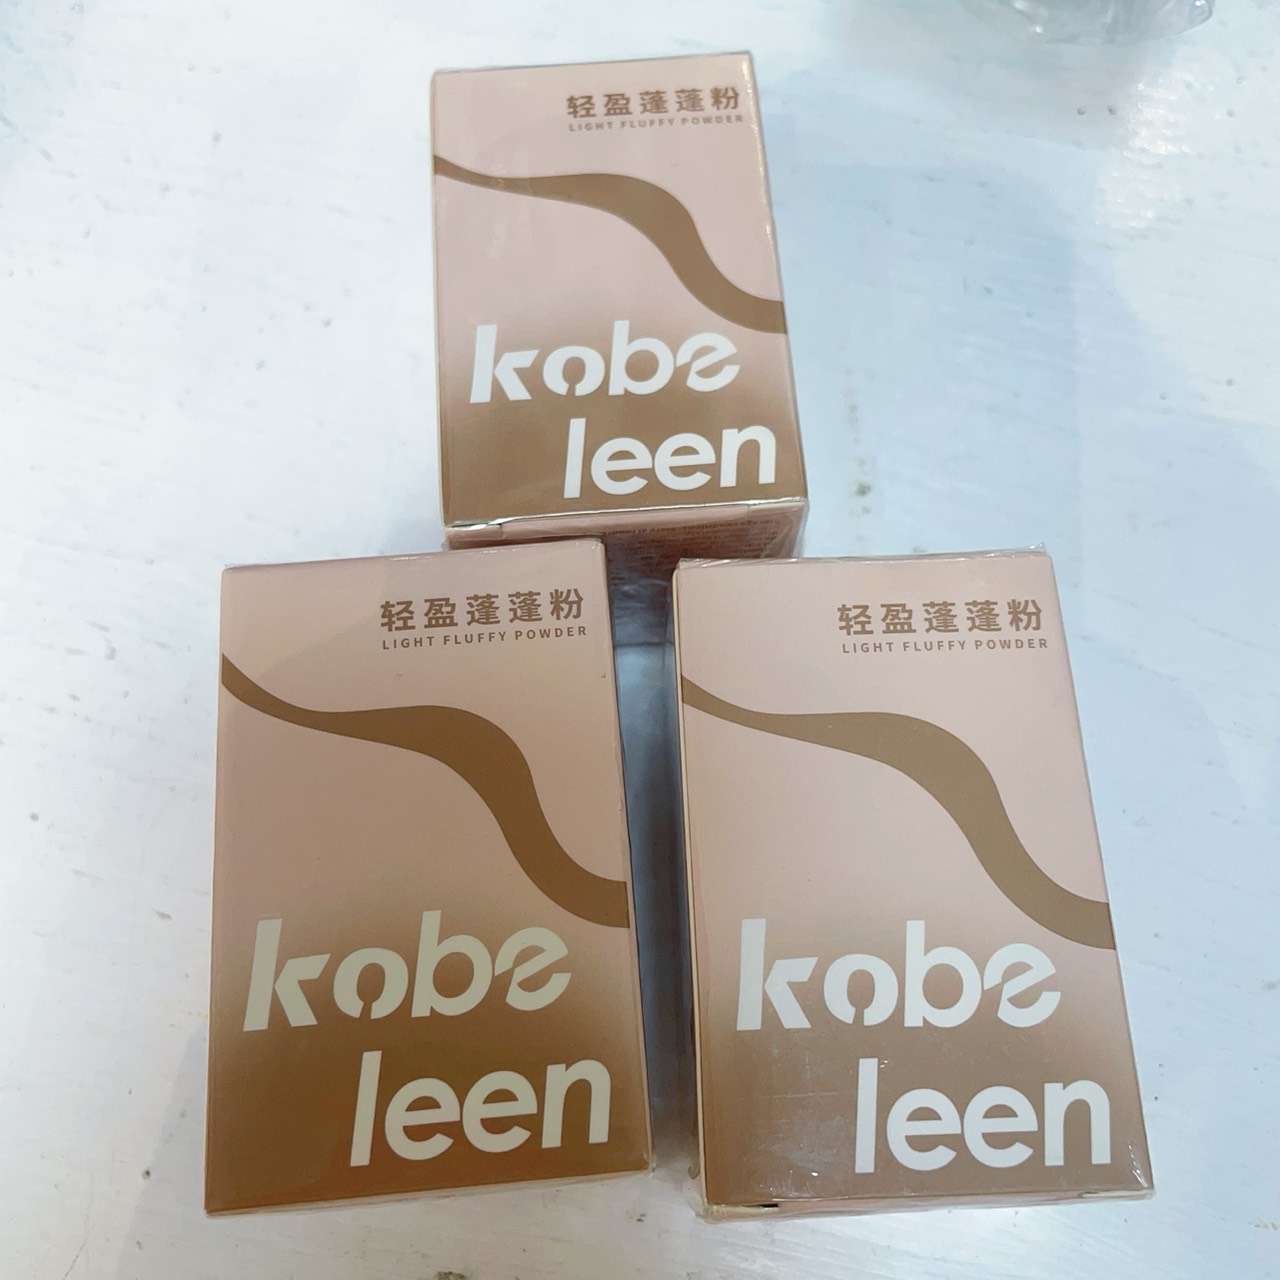 轻盈蓬蓬粉
LIGHT FLUFFY POWDER
kobe
leen
轻盈蓬蓬粉
LIGHT FLUFFY POWDER
kobe
leen
轻盈蓬蓬粉
LIGHT FLUFFY POWDER
kobe
leen